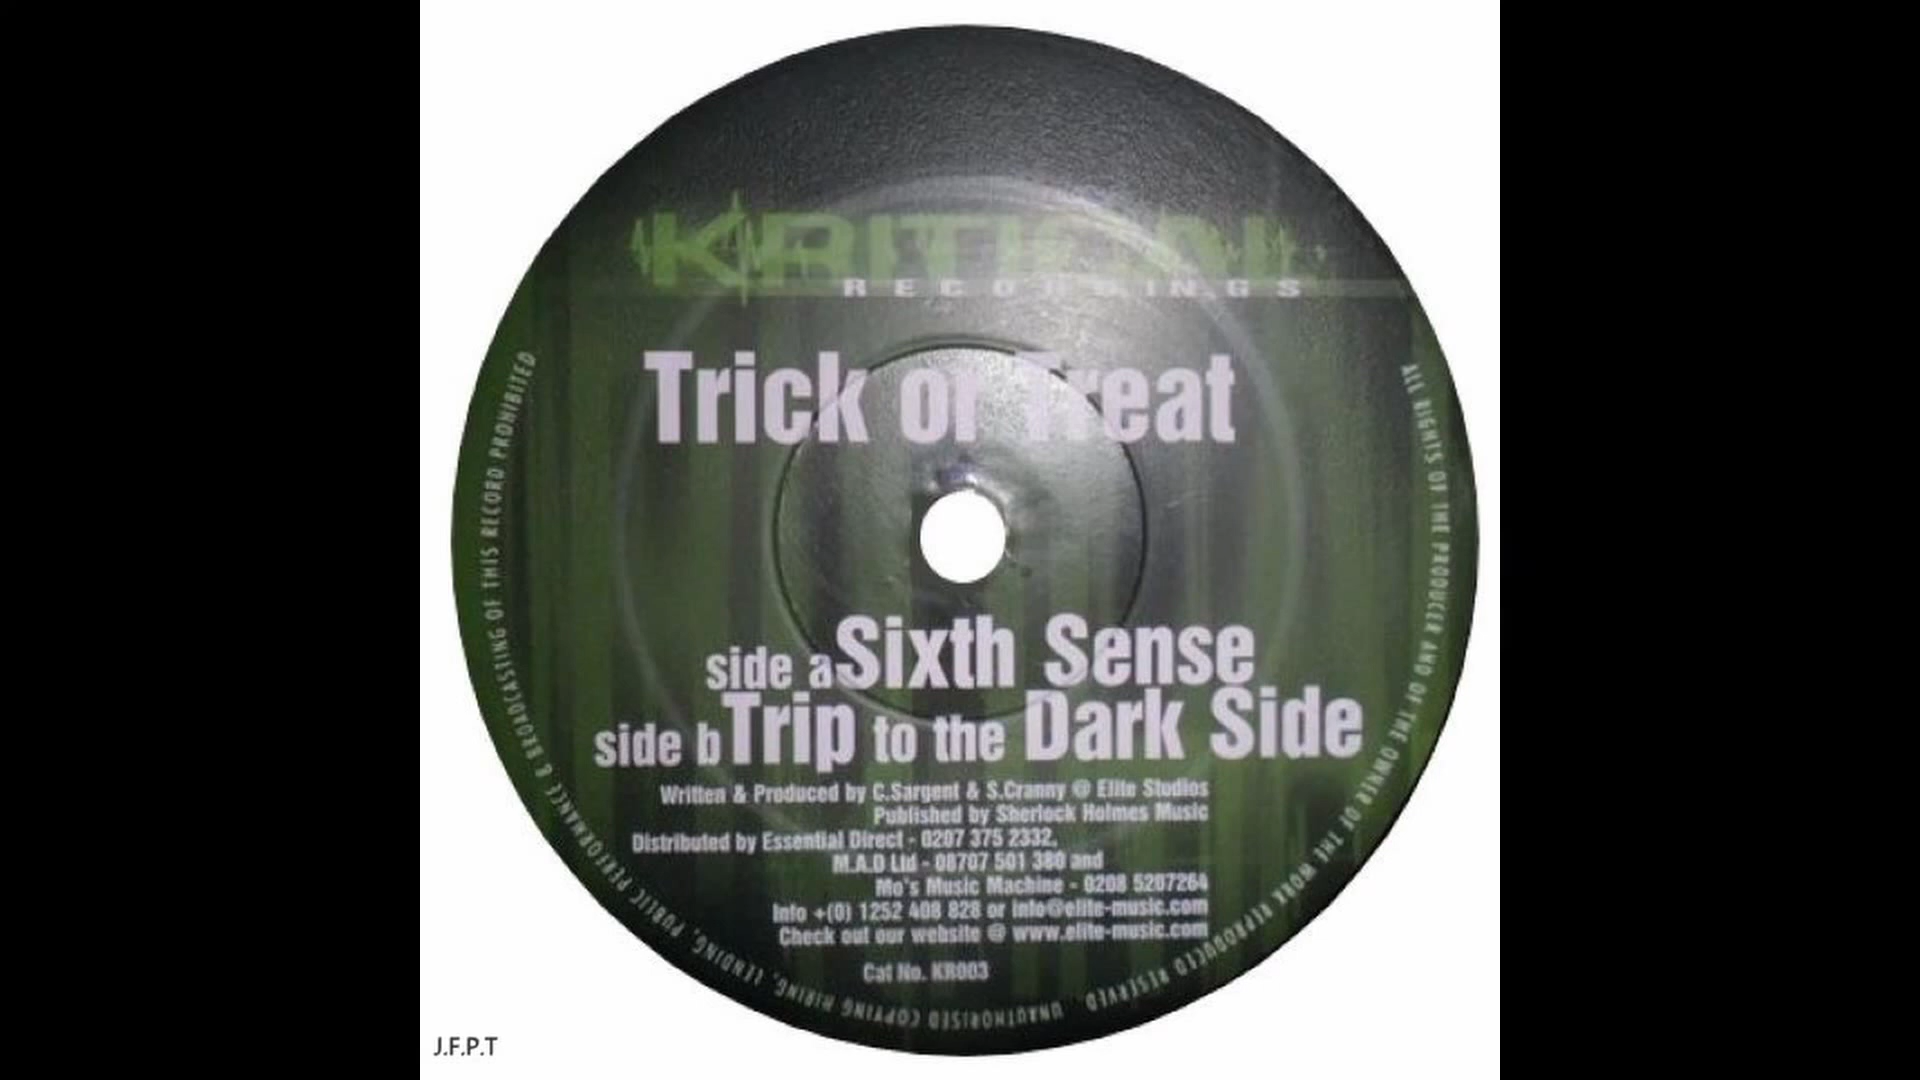 KRITICAL
RECORDINGS
Trick or Treat
side a Sixth Sense
side b Trip to the Dark Side
Written & Produced by C.Sargent & S.Cranny @ Elite Studios
Published by Sherlock Holmes Music
Distributed by Essential Direct - 0207 375 2332,
M.A.D Ltd - 08707 501 380 and
Mo's Music Machine - 0208 5207264
Info +(0) 1252 408 828 or info@elite-music.com
Check out our website @ www.elite-music.com
Cat No. KR003
ALL RIGHTS OF THE PRODUCER AND OF THE OWNER OF THE WORK REPRODUCED RESERVED. UNAUTHORISED COPYING HIRING, LENDING, PUBLIC PERFORMANCE & BROADCASTING OF THIS RECORD PROHIBITED
J.F.P.T